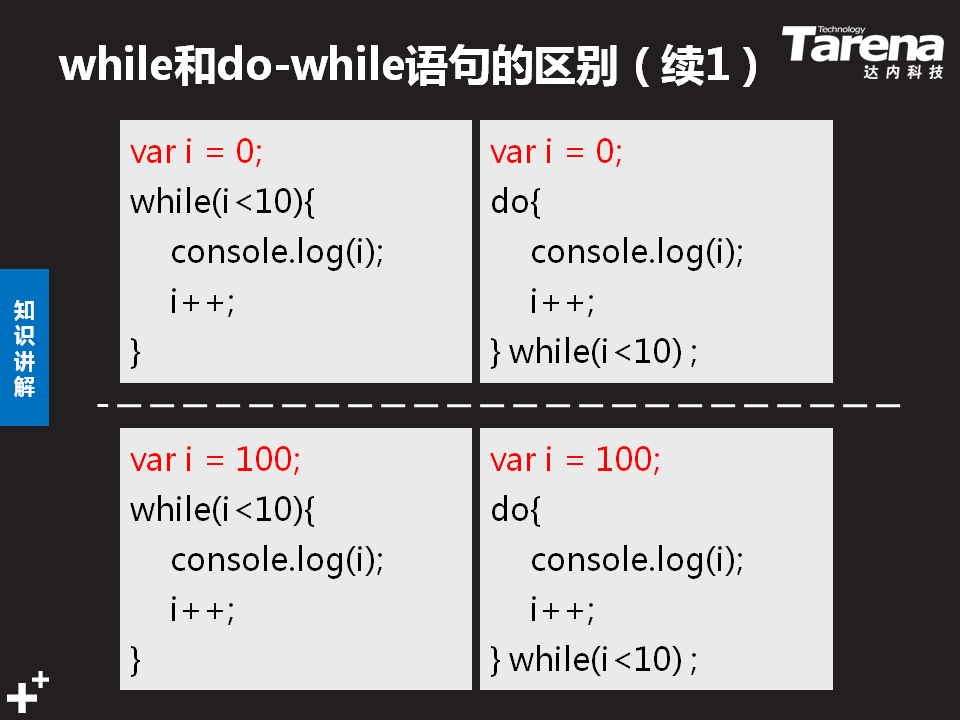 while和do-while语句的区别（续1）
Technology
Tarena
达内科技
var i = 0;
while(i<10){
console.log(i);
i++;
}
var i = 0;
do{
console.log(i);
i++;
} while(i<10) ;
知识讲解
var i = 100;
while(i<10){
console.log(i);
i++;
}
var i = 100;
do{
console.log(i);
i++;
} while(i<10) ;